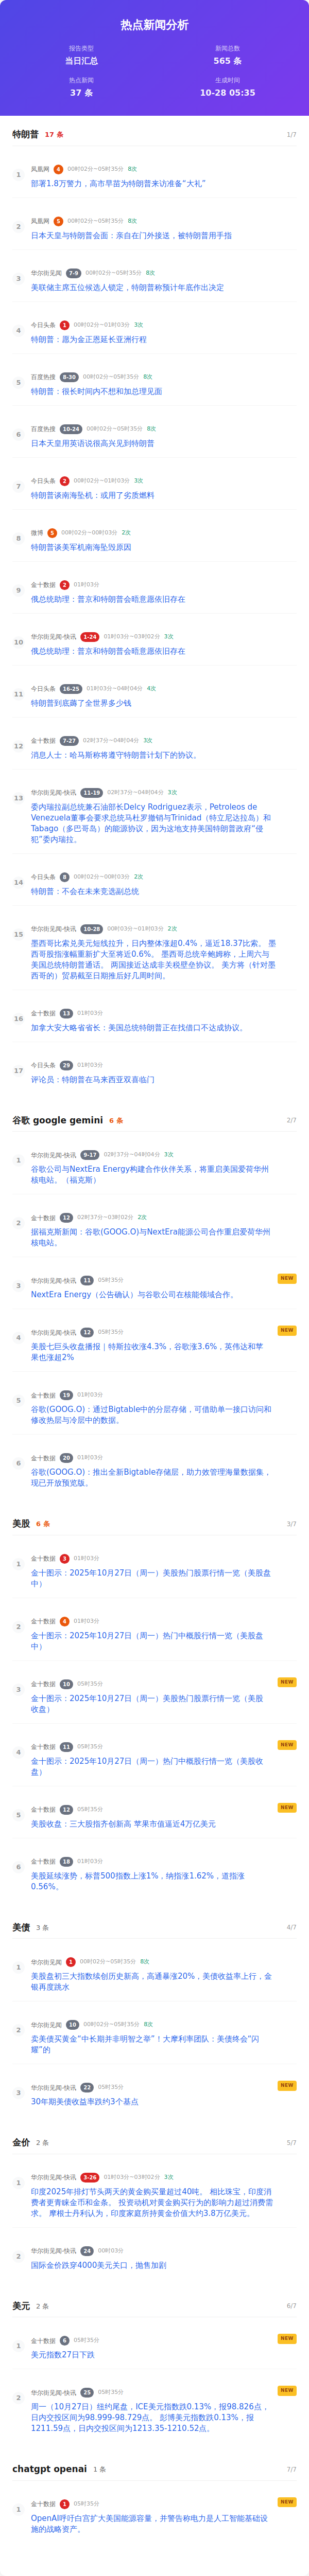 热点新闻分析
报告类型
新闻总数
当日汇总
565 条
热点新闻
生成时间
37 条
10-28 05:35
特朗普 17 条 1/7
1
凤凰网 4 00时02分~05时35分 8次
部署1.8万警力，高市早苗为特朗普来访准备“大礼”
2
凤凰网 5 00时02分~05时35分 8次
日本天皇与特朗普会面：亲自在门外接送，被特朗普用手指
3
华尔街见闻 7-9 00时02分~05时35分 8次
美联储主席五位候选人锁定，特朗普称预计年底作出决定
4
今日头条 1 00时02分~01时03分 3次
特朗普：愿为金正恩延长亚洲行程
5
百度热搜 8-30 00时02分~05时35分 8次
特朗普：很长时间内不想和加总理见面
6
百度热搜 10-24 00时02分~05时35分 8次
日本天皇用英语说很高兴见到特朗普
7
今日头条 2 00时02分~01时03分 3次
特朗普谈南海坠机：或用了劣质燃料
8
微博 5 00时02分~00时03分 2次
特朗普谈美军机南海坠毁原因
9
金十数据 2 01时03分
俄总统助理：普京和特朗普会晤意愿依旧存在
10
华尔街见闻-快讯 1-24 01时03分~03时02分 3次
俄总统助理：普京和特朗普会晤意愿依旧存在
11
今日头条 16-25 01时03分~04时04分 4次
特朗普到底薅了全世界多少钱
12
金十数据 7-27 02时37分~04时04分 3次
消息人士：哈马斯称将遵守特朗普计划下的协议。
13
华尔街见闻-快讯 11-19 02时37分~04时04分 3次
委内瑞拉副总统兼石油部长Delcy Rodriguez表示，Petroleos de
Venezuela董事会要求总统马杜罗撤销与Trinidad（特立尼达拉岛）和
Tabago（多巴哥岛）的能源协议，因为这地支持美国特朗普政府“侵
犯”委内瑞拉。
14
今日头条 8 00时02分~00时03分 2次
特朗普：不会在未来竞选副总统
15
华尔街见闻-快讯 10-28 00时03分~01时03分 2次
墨西哥比索兑美元短线拉升，日内整体涨超0.4%，逼近18.37比索。 墨
西哥股指涨幅重新扩大至将近0.6%。 墨西哥总统辛鲍姆称，上周六与
美国总统特朗普通话。 两国接近达成非关税壁垒协议。 美方将（针对墨
西哥的）贸易截至日期推后好几周时间。
16
金十数据 13 01时03分
加拿大安大略省省长：美国总统特朗普正在找借口不达成协议。
17
今日头条 29 01时03分
评论员：特朗普在马来西亚双喜临门
谷歌 google gemini 6 条 2/7
1
华尔街见闻-快讯 9-17 02时37分~04时04分 3次
谷歌公司与NextEra Energy构建合作伙伴关系，将重启美国爱荷华州
核电站。（福克斯）
2
金十数据 12 02时37分~03时02分 2次
据福克斯新闻：谷歌(GOOG.O)与NextEra能源公司合作重启爱荷华州
核电站。
3
华尔街见闻-快讯 11 05时35分 NEW
NextEra Energy（公告确认）与谷歌公司在核能领域合作。
4
华尔街见闻-快讯 12 05时35分 NEW
美股七巨头收盘播报｜特斯拉收涨4.3%，谷歌涨3.6%，英伟达和苹
果也涨超2%
5
金十数据 19 01时03分
谷歌(GOOG.O)：通过Bigtable中的分层存储，可借助单一接口访问和
修改热层与冷层中的数据。
6
金十数据 20 01时03分
谷歌(GOOG.O)：推出全新Bigtable存储层，助力效管理海量数据集，
现已开放预览版。
美股 6 条 3/7
1
金十数据 3 01时03分
金十图示：2025年10月27日（周一）美股热门股票行情一览（美股盘
中）
2
金十数据 4 01时03分
金十图示：2025年10月27日（周一）热门中概股行情一览（美股盘
中）
3
金十数据 10 05时35分 NEW
金十图示：2025年10月27日（周一）美股热门股票行情一览（美股
收盘）
4
金十数据 11 05时35分 NEW
金十图示：2025年10月27日（周一）热门中概股行情一览（美股收
盘）
5
金十数据 12 05时35分 NEW
美股收盘：三大股指齐创新高 苹果市值逼近4万亿美元
6
金十数据 18 01时03分
美股延续涨势，标普500指数上涨1%，纳指涨1.62%，道指涨
0.56%。
美债 3 条 4/7
1
华尔街见闻 1 00时02分~05时35分 8次
美股盘初三大指数续创历史新高，高通暴涨20%，美债收益率上行，金
银再度跳水
2
华尔街见闻 10 00时02分~05时35分 8次
卖美债买黄金“中长期并非明智之举”！大摩利率团队：美债终会“闪
耀”的
3
华尔街见闻-快讯 22 05时35分 NEW
30年期美债收益率跌约3个基点
金价 2 条 5/7
1
华尔街见闻-快讯 3-26 01时03分~03时02分 3次
印度2025年排灯节头两天的黄金购买量超过40吨。 相比珠宝，印度消
费者更青睐金币和金条。 投资动机对黄金购买行为的影响力超过消费需
求。 摩根士丹利认为，印度家庭所持黄金价值大约3.8万亿美元。
2
华尔街见闻-快讯 24 00时03分
国际金价跌穿4000美元关口，抛售加剧
美元 2 条 6/7
1
金十数据 6 05时35分 NEW
美元指数27日下跌
2
华尔街见闻-快讯 25 05时35分 NEW
周一（10月27日）纽约尾盘，ICE美元指数跌0.13%，报98.826点，
日内交投区间为98.999-98.729点。 彭博美元指数跌0.13%，报
1211.59点，日内交投区间为1213.35-1210.52点。
chatgpt openai 1 条 7/7
1
金十数据 1 05时35分 NEW
OpenAI呼吁白宫扩大美国能源容量，并警告称电力是人工智能基础设
施的战略资产。